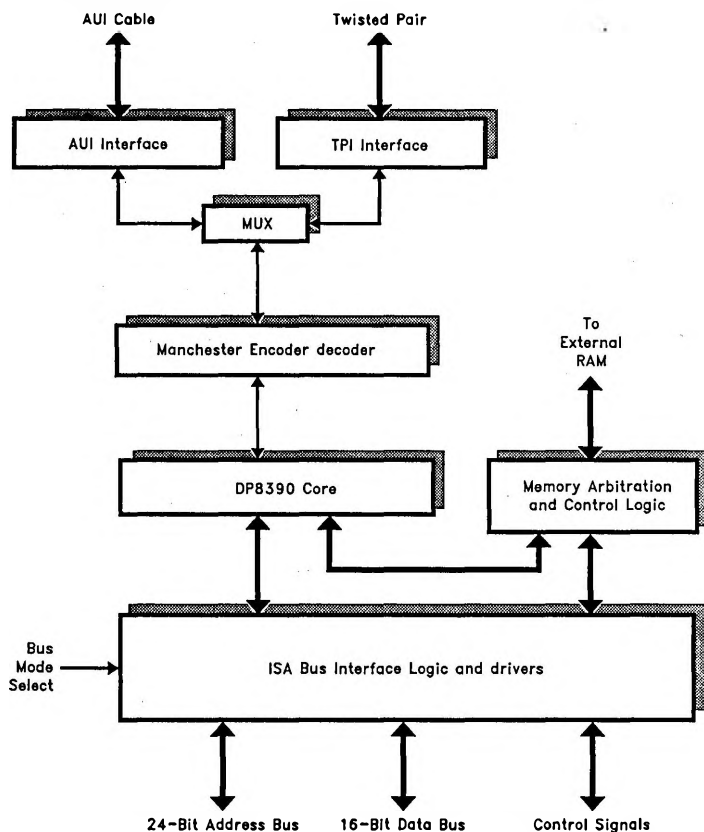 AUI Cable
Twisted Pair
AUI Interface
TPI Interface
MUX
Manchester Encoder decoder
To
External
RAM
DP8390 Core
Memory Arbitration
and Control Logic
Bus
Mode
Select
ISA Bus Interface Logic and drivers
24-Bit Address Bus
16-Bit Data Bus
Control Signals